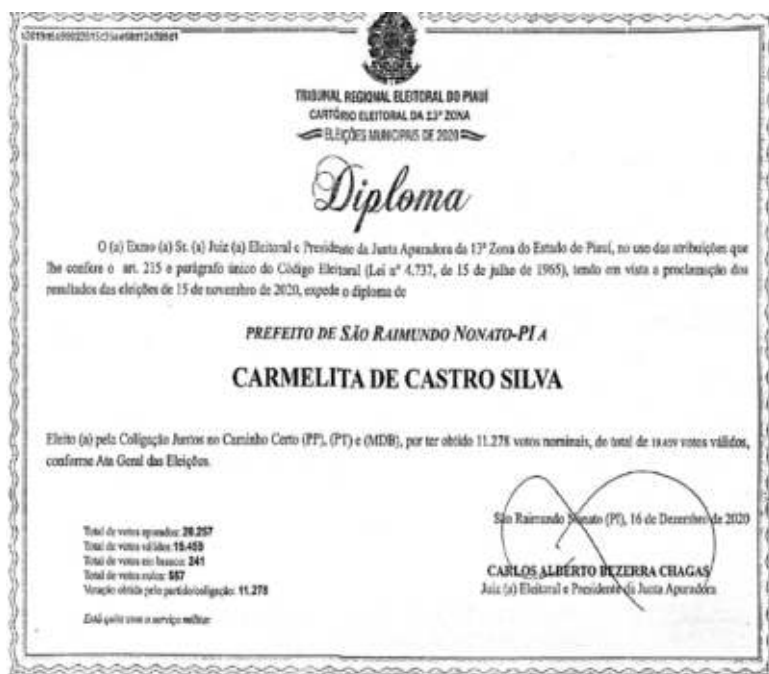 TRIBUNAL REGIONAL ELEITORAL DO PIAUÍ
CARTÓRIO ELEITORAL DA 13ª ZONA
ELEIÇÕES MUNICIPAIS DE 2020
Diploma
O (a) Exmo (a) Sr. (a) Juiz (a) Eleitoral e Presidente da Junta Apuradora da 13ª Zona do Estado do Piauí, no uso das atribuições que
lhe confere o art. 215 e parágrafo único do Código Eleitoral (Lei nº 4.737, de 15 de julho de 1965), tendo em vista a proclamação dos
resultados das eleições de 15 de novembro de 2020, expede o diploma de
PREFEITO DE SÃO RAIMUNDO NONATO-PI A
CARMELITA DE CASTRO SILVA
Eleito (a) pela Coligação Juntos no Caminho Certo (PP), (PT) e (MDB), por ter obtido 11.278 votos nominais, do total de 19.459 votos válidos,
conforme Ata Geral das Eleições.
São Raimundo Nonato (PI), 16 de Dezembro de 2020
Total de votos apurados: 20.257
Total de votos válidos: 19.459
Total de votos em branco: 241
Total de votos nulos: 557
Votação obtida pelo partido/coligação: 11.278
CARLOS ALBERTO BEZERRA CHAGAS
Juiz (a) Eleitoral e Presidente da Junta Apuradora
Está quite com o serviço militar